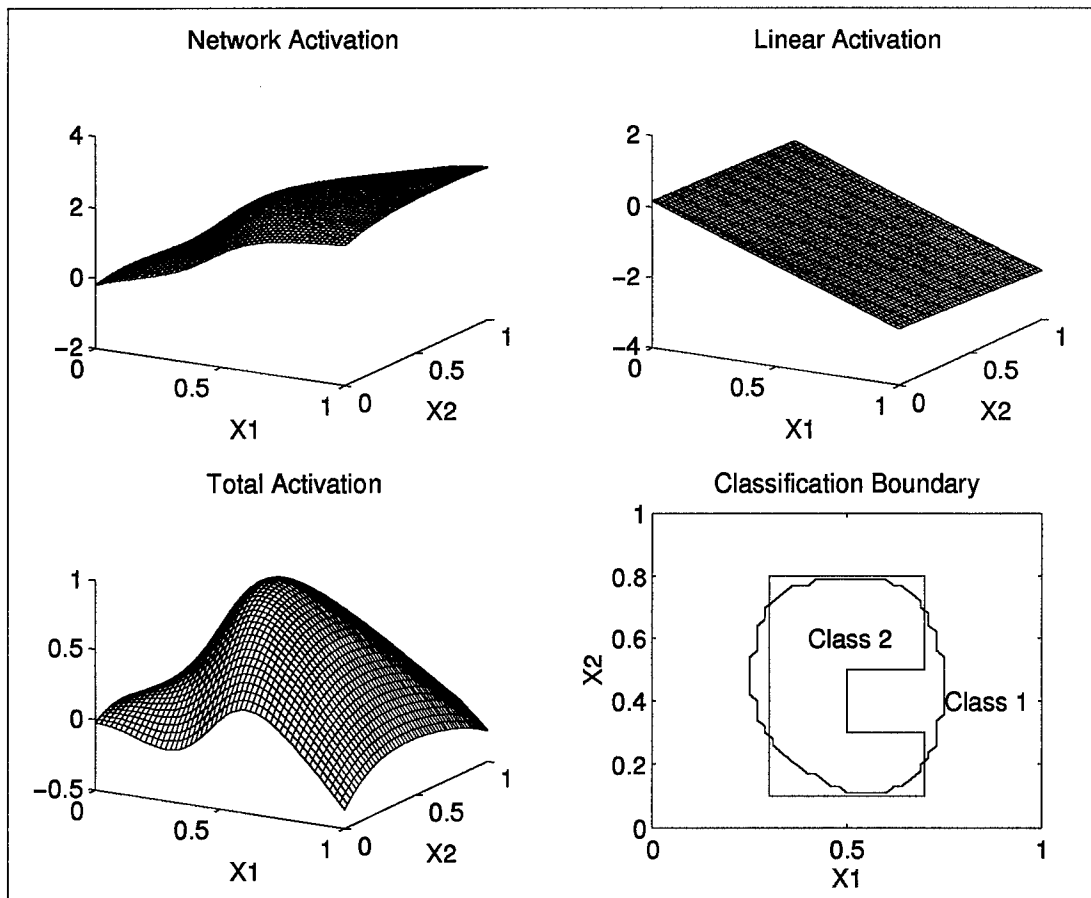 Network Activation
4
2
0
−2
0
0.5
1
X1
0
0.5
1
X2
Linear Activation
2
0
−2
−4
0
0.5
1
X1
0
0.5
1
X2
Total Activation
1
0.5
0
−0.5
0
0.5
1
X1
0
0.5
1
X2
Classification Boundary
1
0.8
0.6
0.4
0.2
0
X2
Class 2
Class 1
0
0.5
1
X1